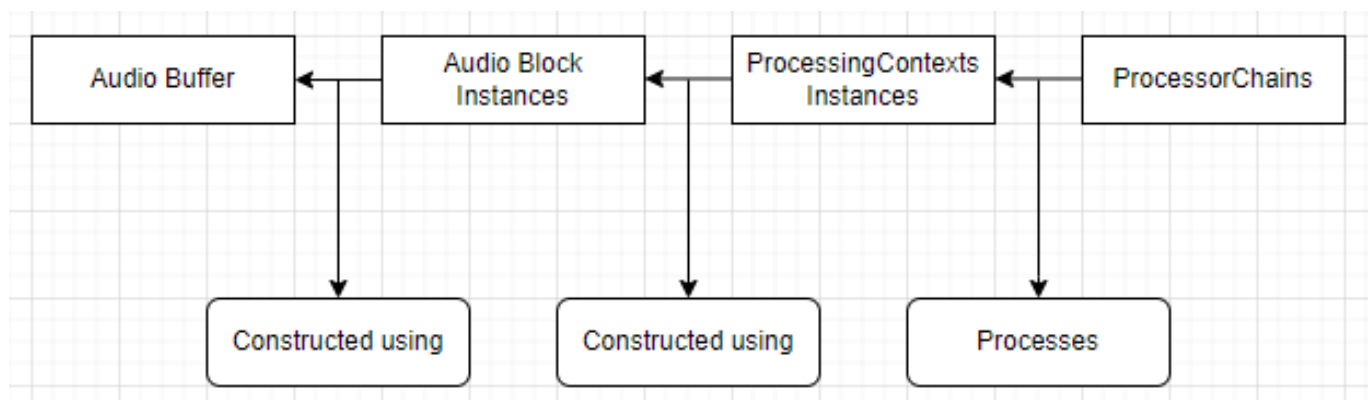 Audio Buffer
Audio Block
Instances
ProcessingContexts
Instances
ProcessorChains
Constructed using
Constructed using
Processes